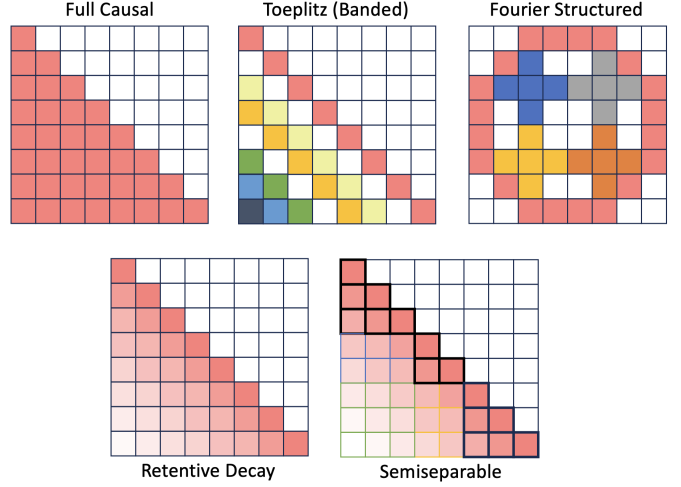 Full Causal
Toeplitz (Banded)
Fourier Structured
Retentive Decay
Semiseparable